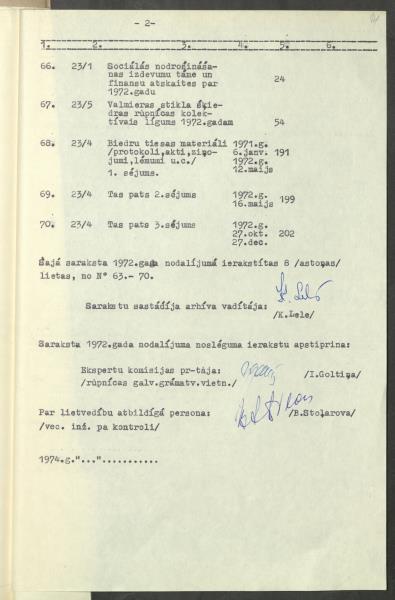 - 2-
1. 2. 3. 4. 5. 6.
66. 23/1 Sociālās nodrošināša-
nas izdevumu tāme un
finansu atskaites par 24
1972.gadu
67. 23/5 Valmieras stikla šķie-
dras rūpnīcas kolek-
tīvais līgums 1972.gadam 54
68. 23/4 Biedru tiesas materiāli 1971.g.
/protokoli,akti,ziņo- 6.janv. 191
jumi,lēmumi u.c./ 1972.g.
1. sējums. 12.maijs
69. 23/4 Tas pats 2.sējums 1972.g. 199
16.maijs
70. 23/4 Tas pats 3.sējums 1972.g.
27.okt. 202
27.dec.
Šajā saraksta 1972.gada nodalījumā ierakstītas 8 /astoņas/
lietas, no N° 63.- 70.
Sarakstu sastādīja arhīva vadītāja:
/K.Lele/
Saraksta 1972.gada nodalījuma noslēguma ierakstu apstiprina:
Ekspertu komisijas pr-tāja: /I.Goltiņa/
/rūpnīcas galv.grāmatv.vietn./
Par lietvedību atbildīgā persona: /B.Stoļarova/
/vec. inž. pa kontroli/
1974.g."..."...........